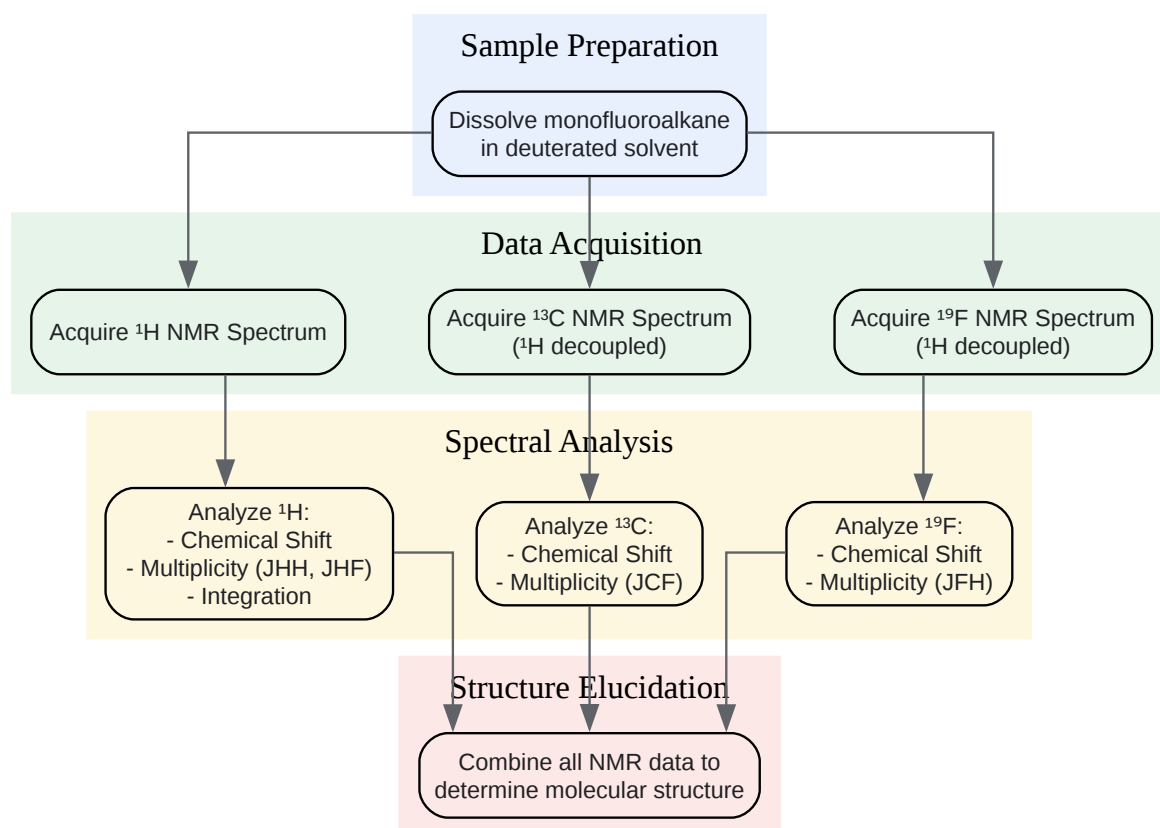 Sample Preparation
Dissolve monofluoroalkane
in deuterated solvent
Data Acquisition
Acquire ¹H NMR Spectrum
Acquire ¹³C NMR Spectrum
(¹H decoupled)
Acquire ¹⁹F NMR Spectrum
(¹H decoupled)
Spectral Analysis
Analyze ¹H:
- Chemical Shift
- Multiplicity (JHH, JHF)
- Integration
Analyze ¹³C:
- Chemical Shift
- Multiplicity (JCF)
Analyze ¹⁹F:
- Chemical Shift
- Multiplicity (JFH)
Structure Elucidation
Combine all NMR data to
determine molecular structure